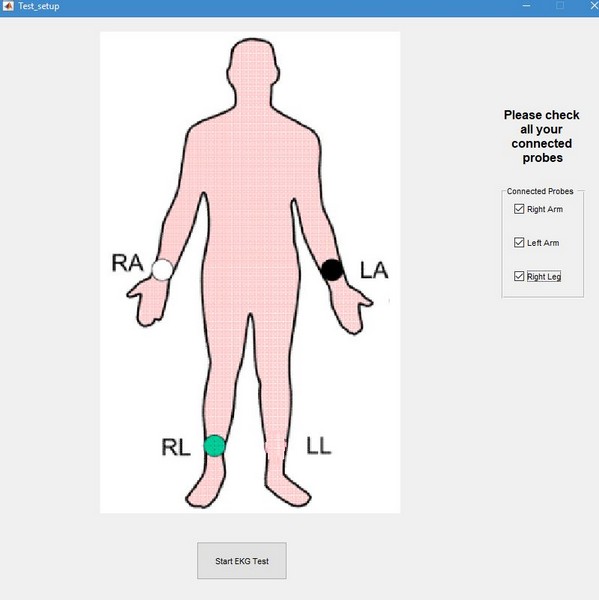 Test_setup
Please check
all your
connected
probes
Connected Probes
Right Arm
Left Arm
Right Leg
RA
LA
RL
LL
Start EKG Test